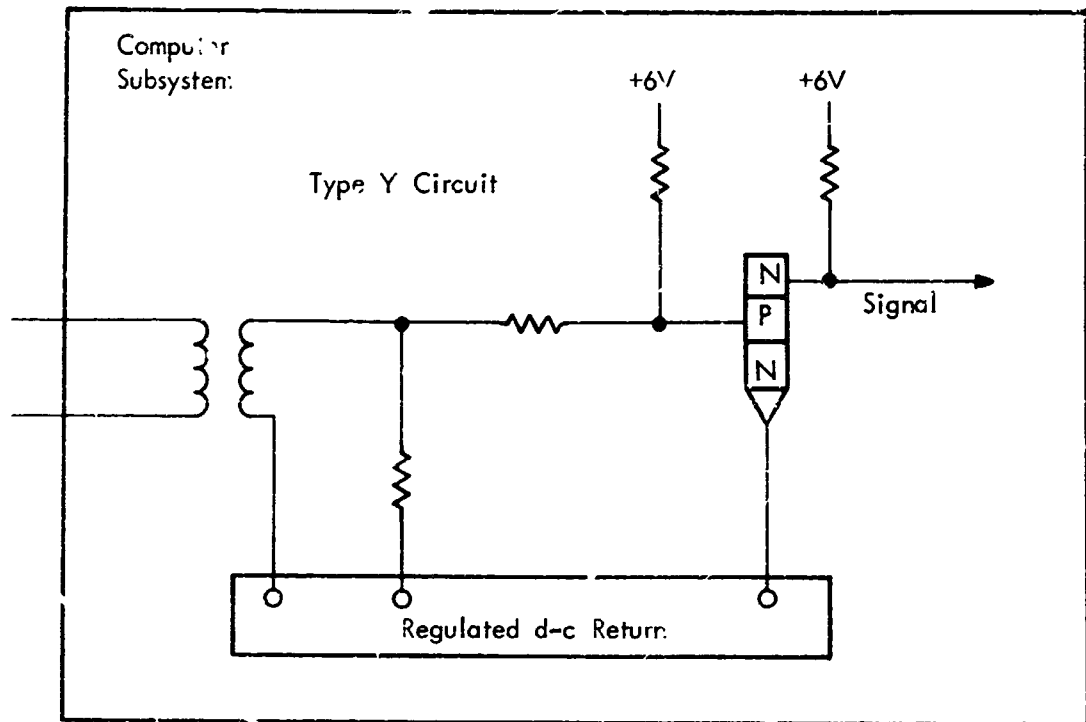 Computer
Subsystem
+6V
+6V
Type Y Circuit
N
P
N
Signal
Regulated d-c Return